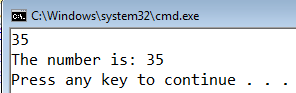 C:\Windows\system32\cmd.exe
35
The number is: 35
Press any key to continue . . .